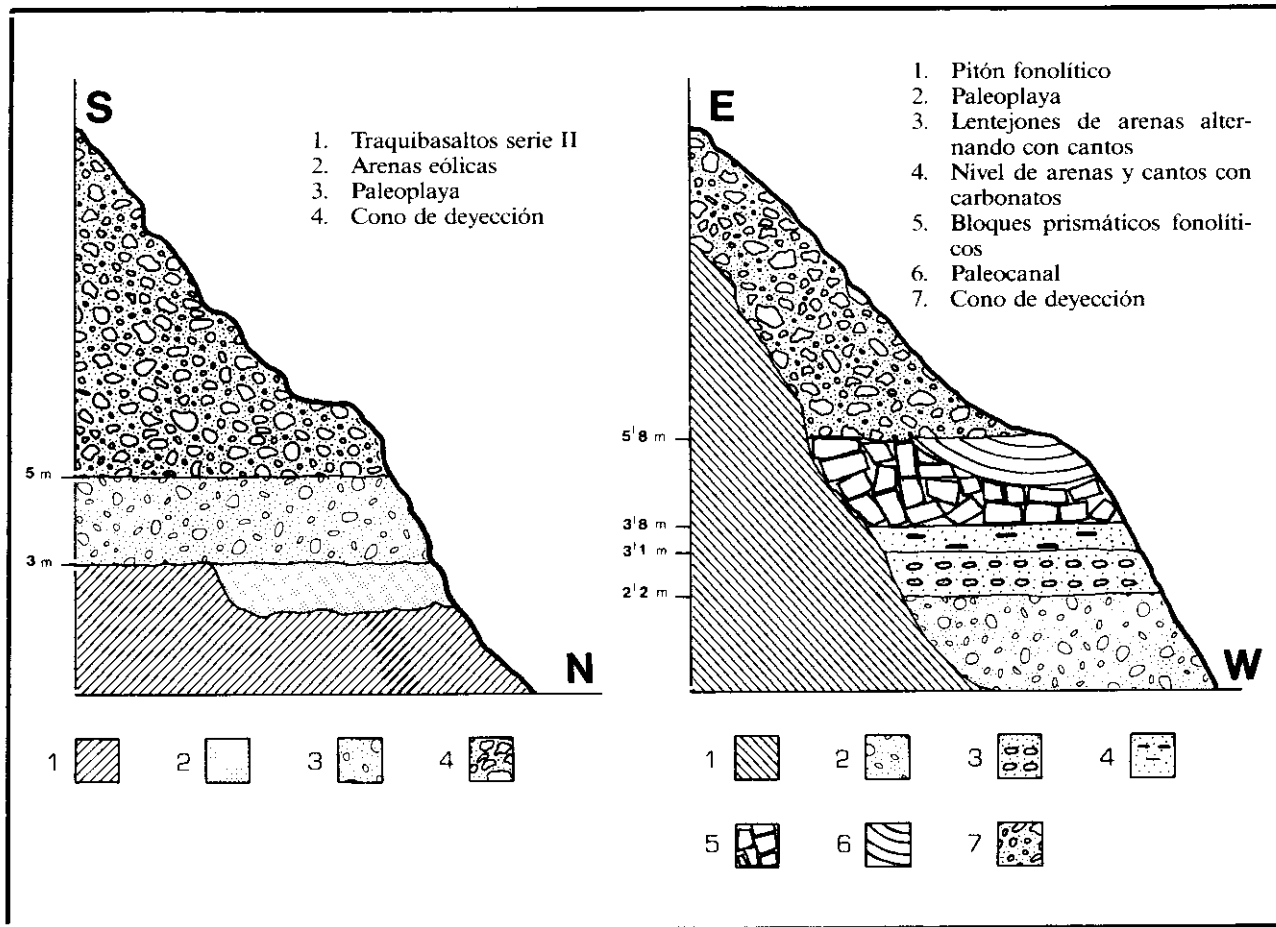 S
1. Traquibasaltos serie II
2. Arenas eólicas
3. Paleoplaya
4. Cono de deyección
5 m
3 m
N
1
2
3
4
E
1. Pitón fonolítico
2. Paleoplaya
3. Lentejones de arenas alter-
nando con cantos
4. Nivel de arenas y cantos con
carbonatos
5. Bloques prismáticos fonolíti-
cos
6. Paleocanal
7. Cono de deyección
5'8 m
3'8 m
3'1 m
2'2 m
W
1
2
3
4
5
6
7